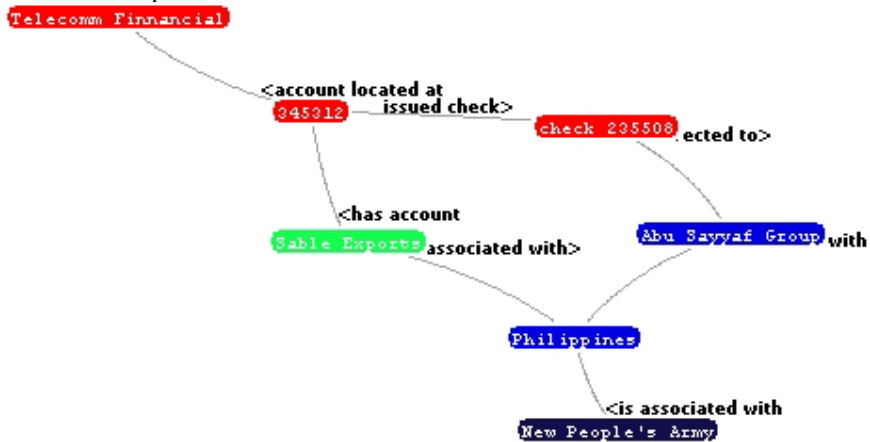 Telecomm Finnancial
<account located at
345312
issued check>
check 235508
ected to>
<has account
Sable Exports
associated with>
Abu Sayyaf Group
with
Philippines
<is associated with
New People's Army